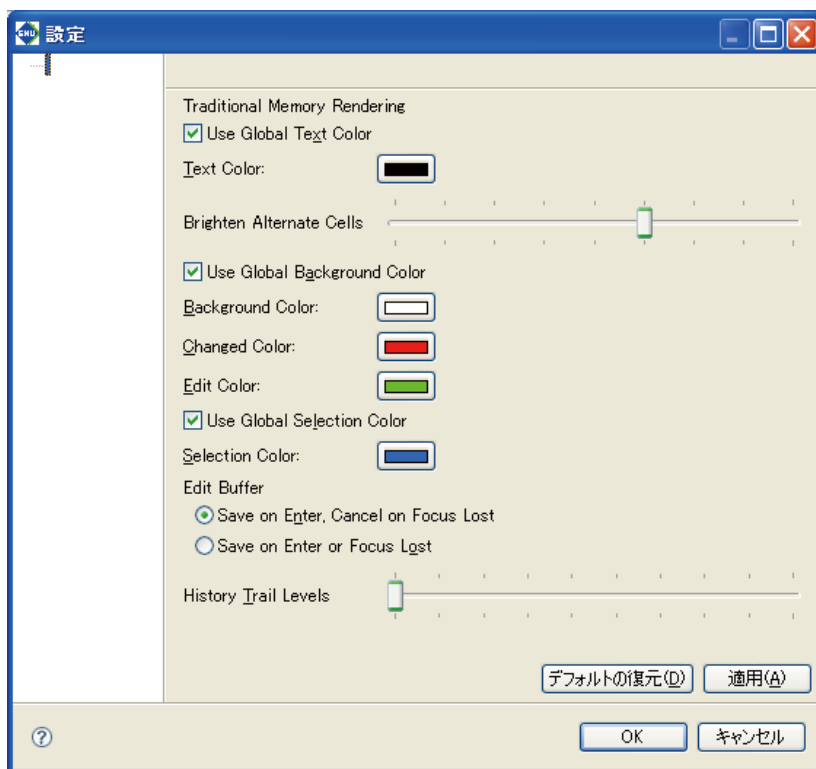 GNU 設定
Traditional Memory Rendering
Use Global Text Color
Text Color:
Brighten Alternate Cells
Use Global Background Color
Background Color:
Changed Color:
Edit Color:
Use Global Selection Color
Selection Color:
Edit Buffer
Save on Enter, Cancel on Focus Lost
Save on Enter or Focus Lost
History Trail Levels
デフォルトの復元(D) 適用(A)
? OK キャンセル